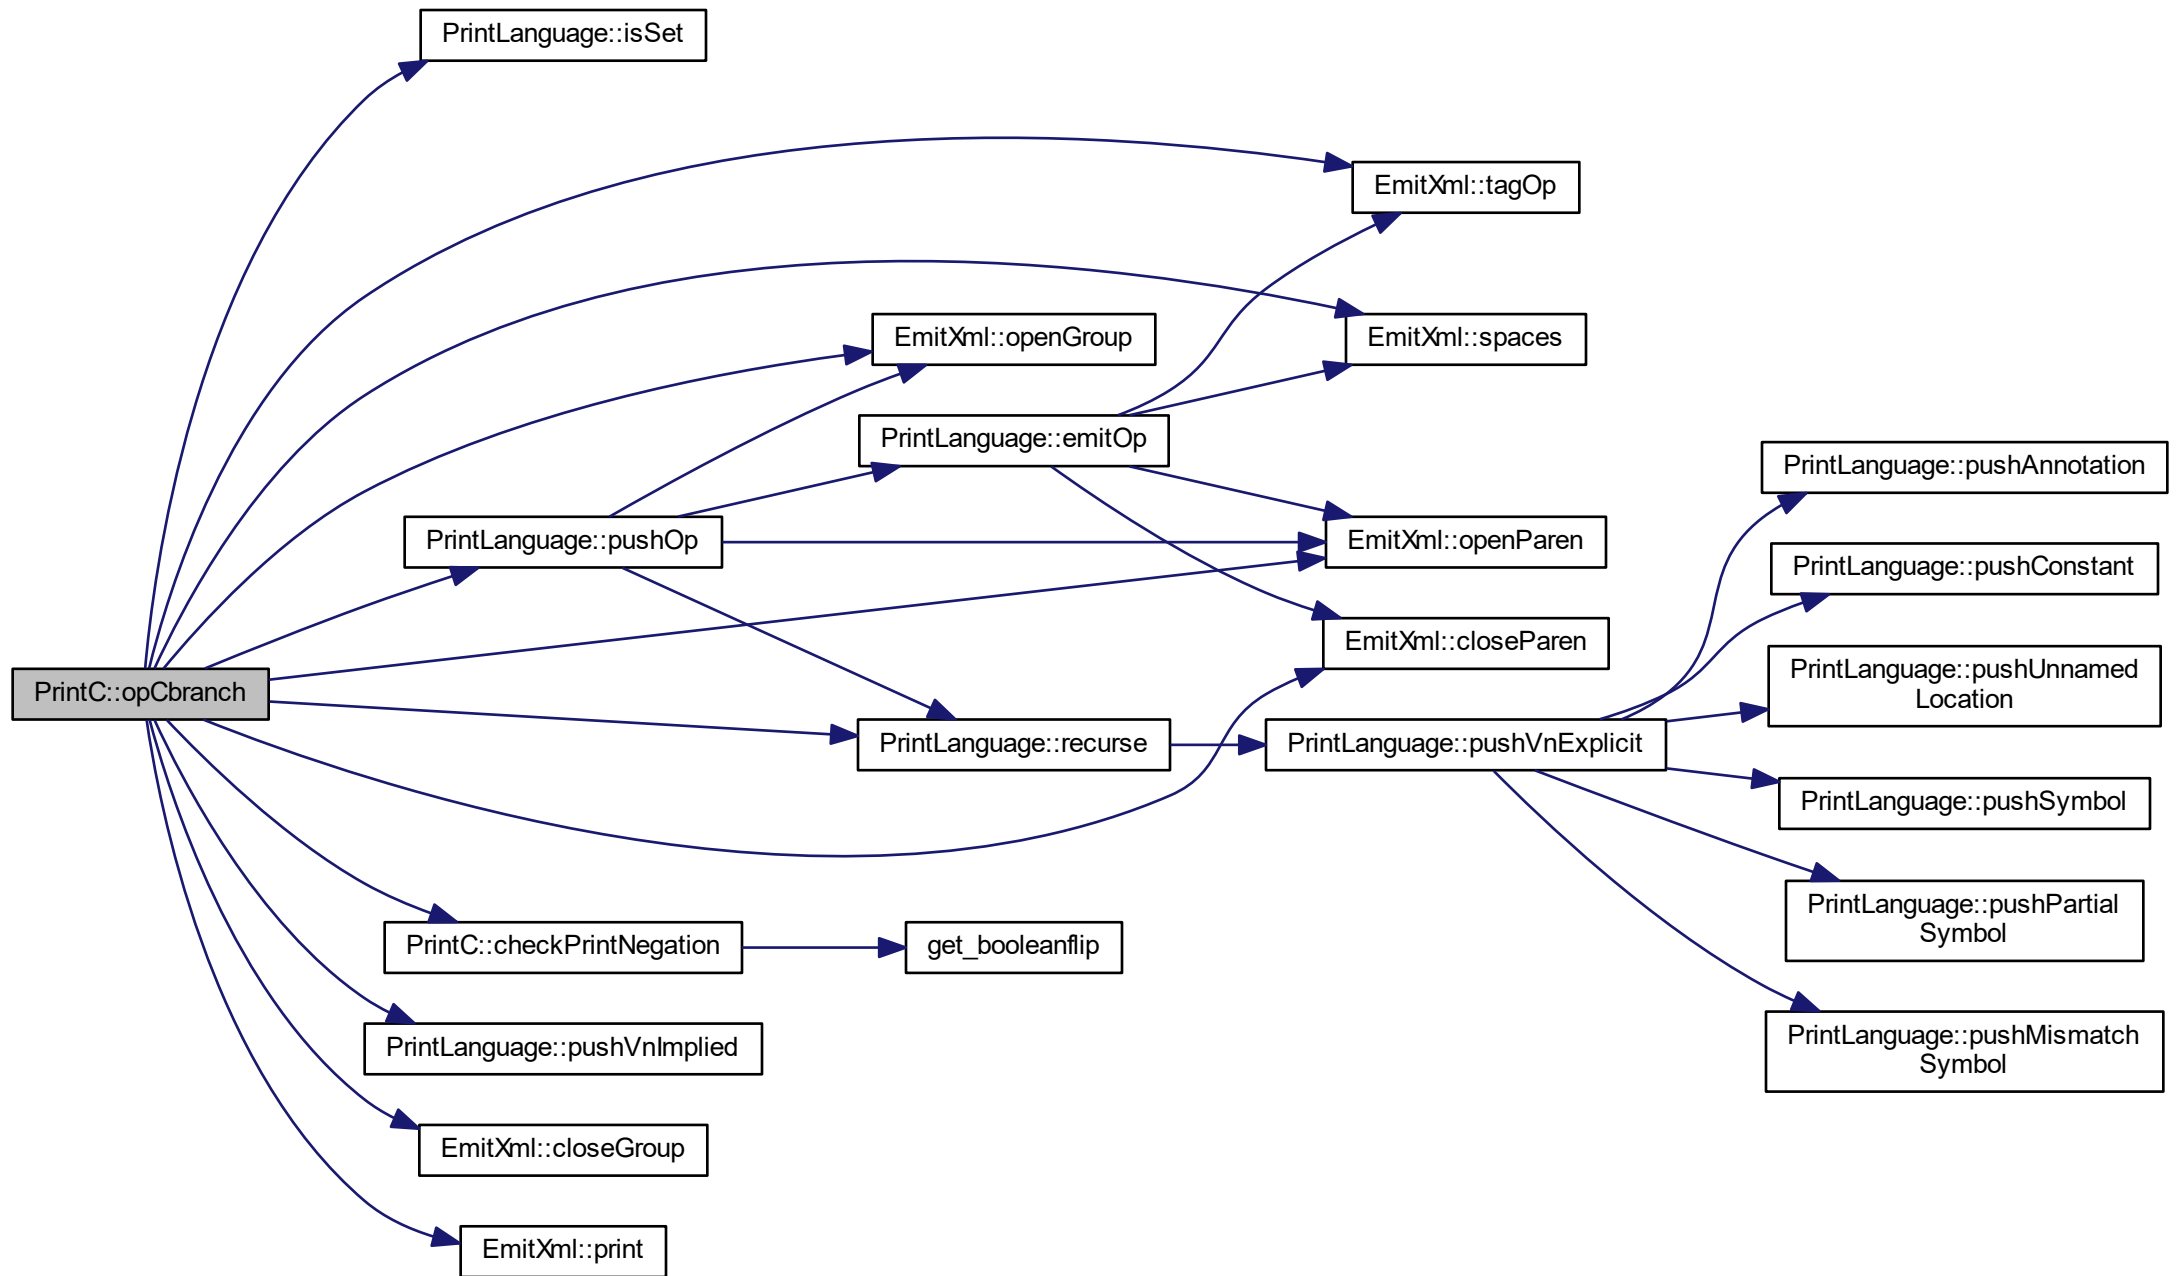 PrintLanguage::isSet
EmitXml::tagOp
EmitXml::openGroup
EmitXml::spaces
PrintLanguage::emitOp
PrintLanguage::pushAnnotation
PrintLanguage::pushOp
EmitXml::openParen
PrintLanguage::pushConstant
EmitXml::closeParen
PrintLanguage::pushUnnamed
Location
PrintC::opCbranch
PrintLanguage::recurse
PrintLanguage::pushVnExplicit
PrintLanguage::pushSymbol
PrintLanguage::pushPartial
Symbol
PrintC::checkPrintNegation
get_booleanflip
PrintLanguage::pushVnImplied
PrintLanguage::pushMismatch
Symbol
EmitXml::closeGroup
EmitXml::print